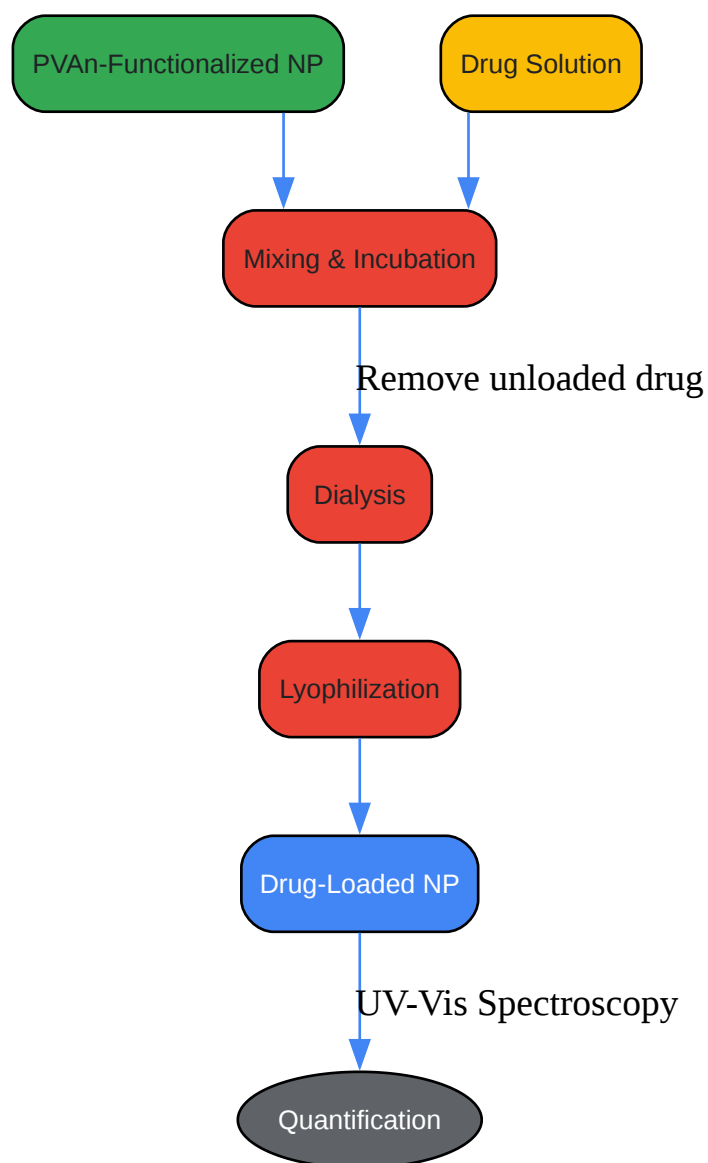 PVAn-Functionalized NP
Drug Solution
Mixing & Incubation
Remove unloaded drug
Dialysis
Lyophilization
Drug-Loaded NP
UV-Vis Spectroscopy
Quantification